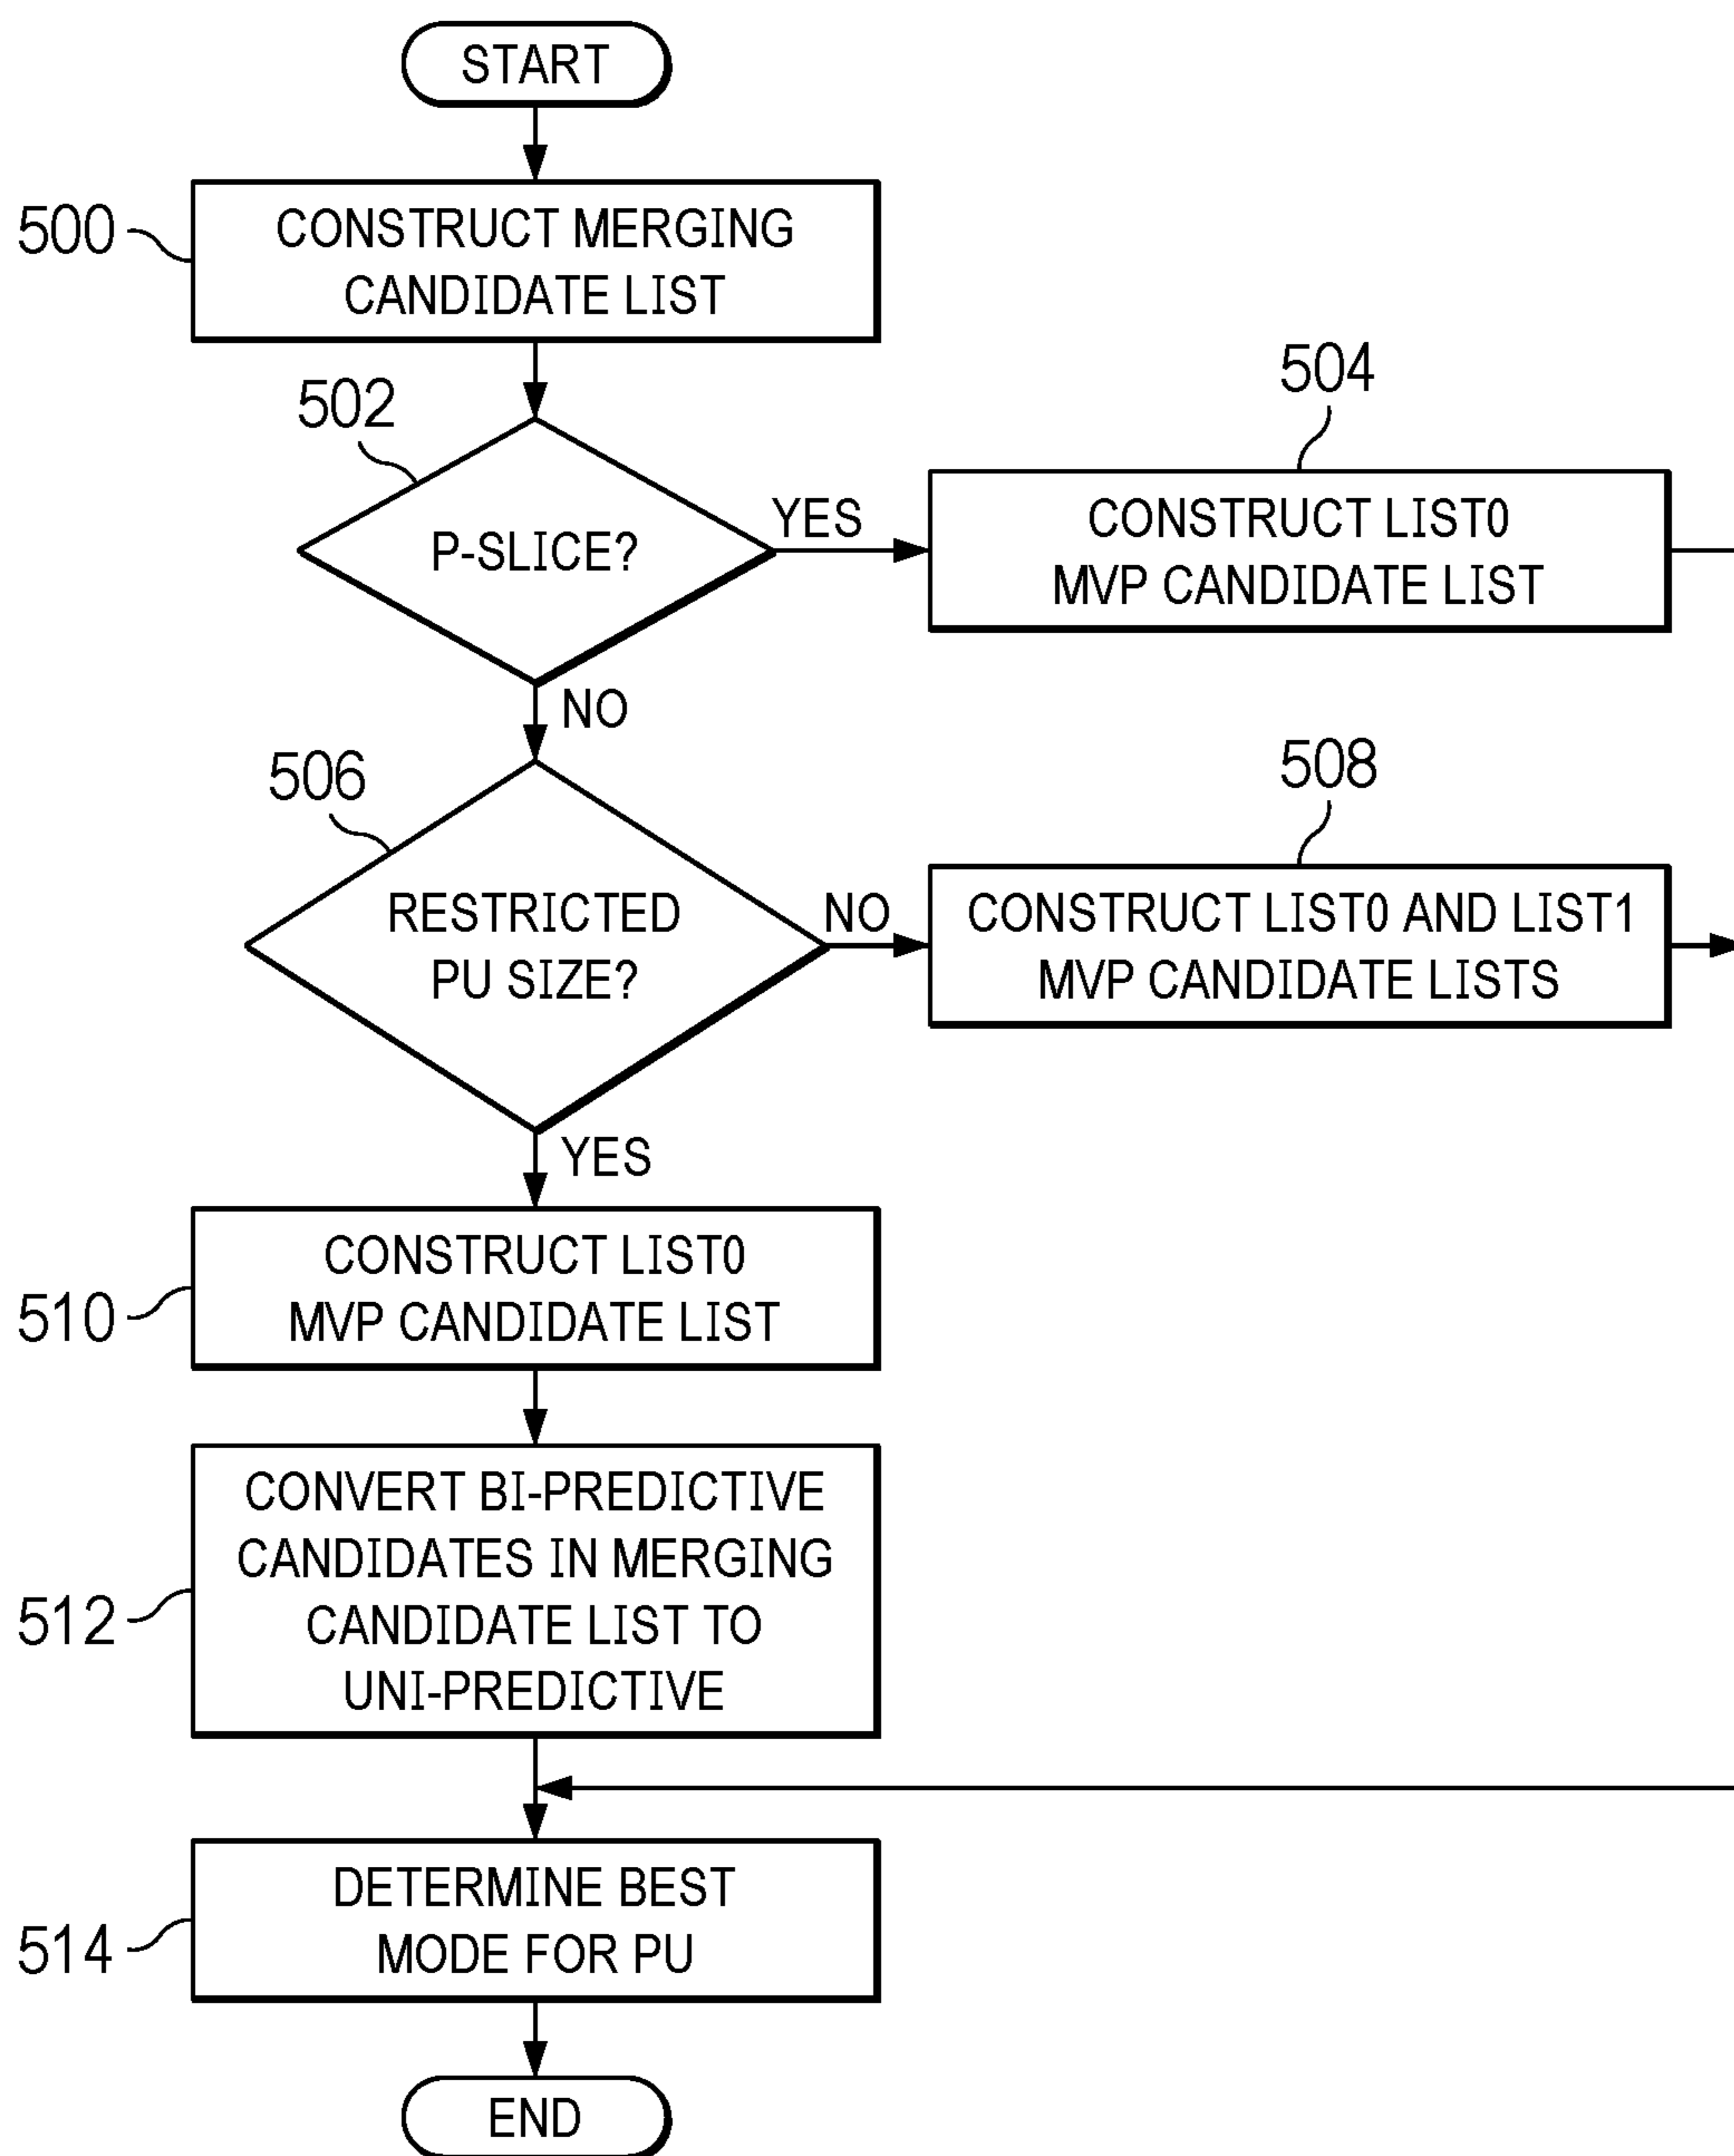 START
500
CONSTRUCT MERGING
CANDIDATE LIST
502
P-SLICE?
YES
504
CONSTRUCT LIST0
MVP CANDIDATE LIST
NO
506
RESTRICTED
PU SIZE?
NO
508
CONSTRUCT LIST0 AND LIST1
MVP CANDIDATE LISTS
YES
510
CONSTRUCT LIST0
MVP CANDIDATE LIST
512
CONVERT BI-PREDICTIVE
CANDIDATES IN MERGING
CANDIDATE LIST TO
UNI-PREDICTIVE
514
DETERMINE BEST
MODE FOR PU
END